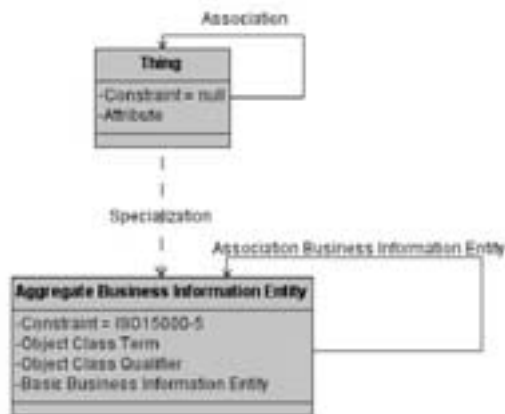 Association
Thing
-Constraint = null
-Attribute
Specialization
Association Business Information Entity
Aggregate Business Information Entity
-Constraint = ISO15000-5
-Object Class Term
-Object Class Qualifier
-Basic Business Information Entity